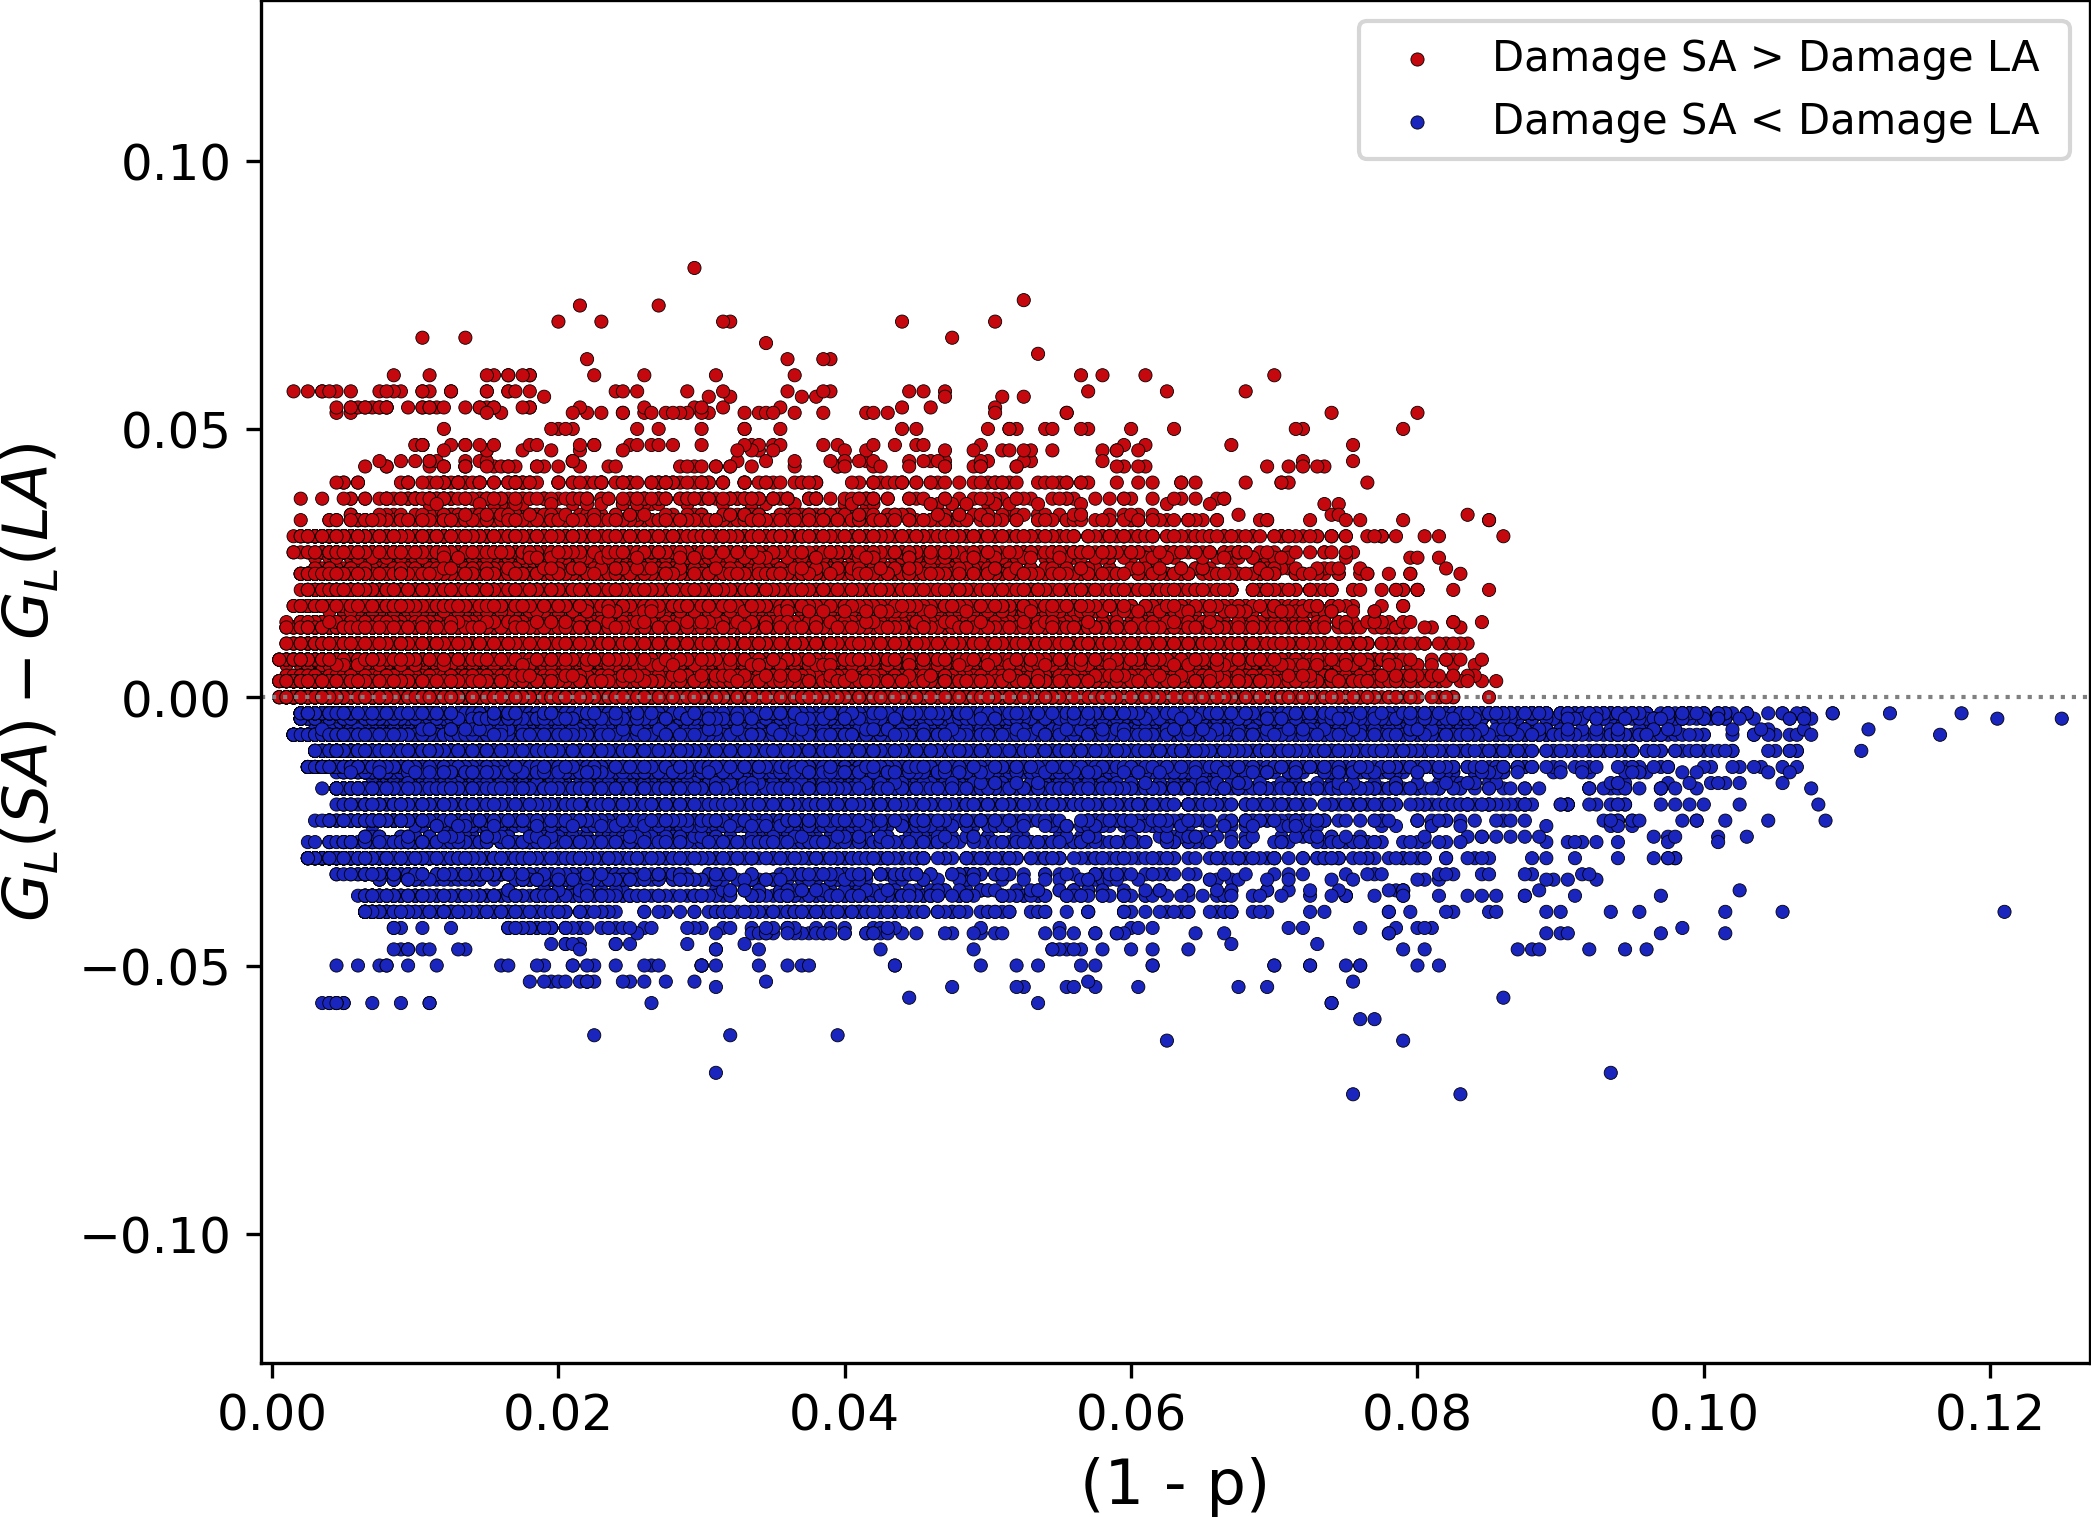 Damage SA > Damage LA
Damage SA < Damage LA
G_L(SA) − G_L(LA)
0.10
0.05
0.00
−0.05
−0.10
0.00 0.02 0.04 0.06 0.08 0.10 0.12
(1 - p)